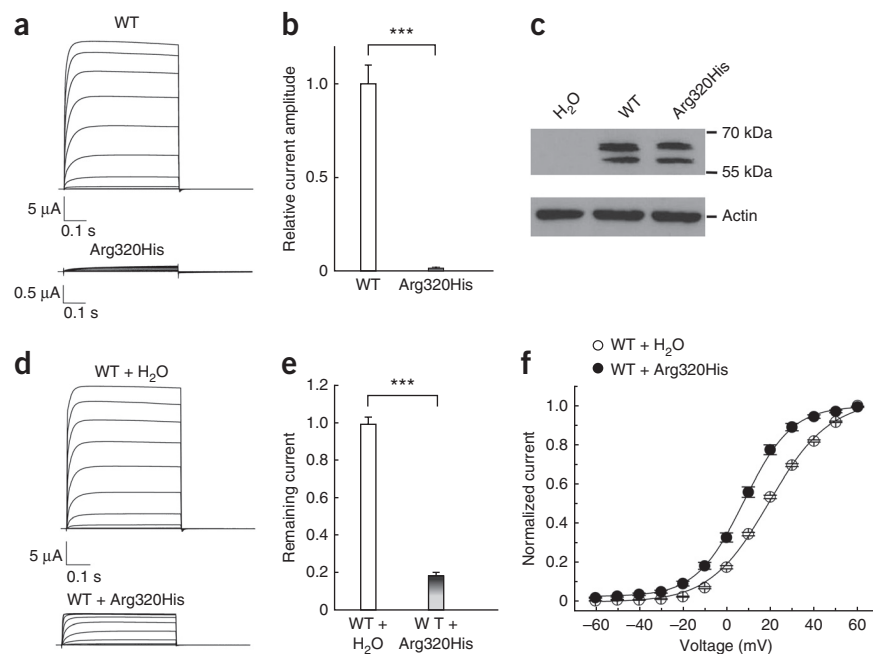 a
WT
5 μA
0.1 s
Arg320His
0.5 μA
0.1 s
b
***
Relative current amplitude
1.0
0.5
0
WT
Arg320His
c
H₂O
WT
Arg320His
70 kDa
55 kDa
Actin
d
WT + H₂O
5 μA
0.1 s
WT + Arg320His
e
***
Remaining current
1.2
1.0
0.8
0.6
0.4
0.2
0
WT +
H₂O
W T +
Arg320His
f
WT + H₂O
WT + Arg320His
Normalized current
1.0
0.8
0.6
0.4
0.2
0
–60 –40 –20 0 20 40 60
Voltage (mV)